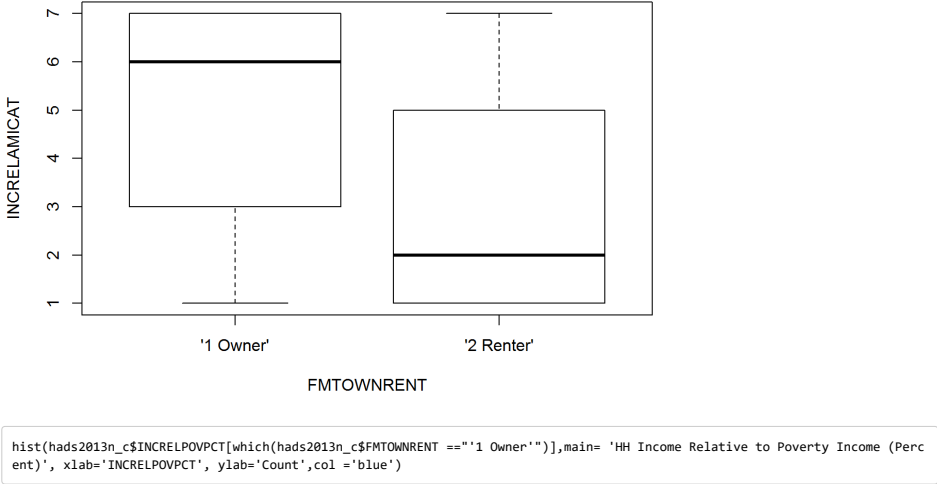 INCRELAMICAT
7
6
5
4
3
2
1
'1 Owner' '2 Renter'
FMTOWNRENT
hist(hads2013n_c$INCRELPOVPCT[which(hads2013n_c$FMTOWNRENT =="'1 Owner'")],main= 'HH Income Relative to Poverty Income (Perc
ent)', xlab='INCRELPOVPCT', ylab='Count',col ='blue')